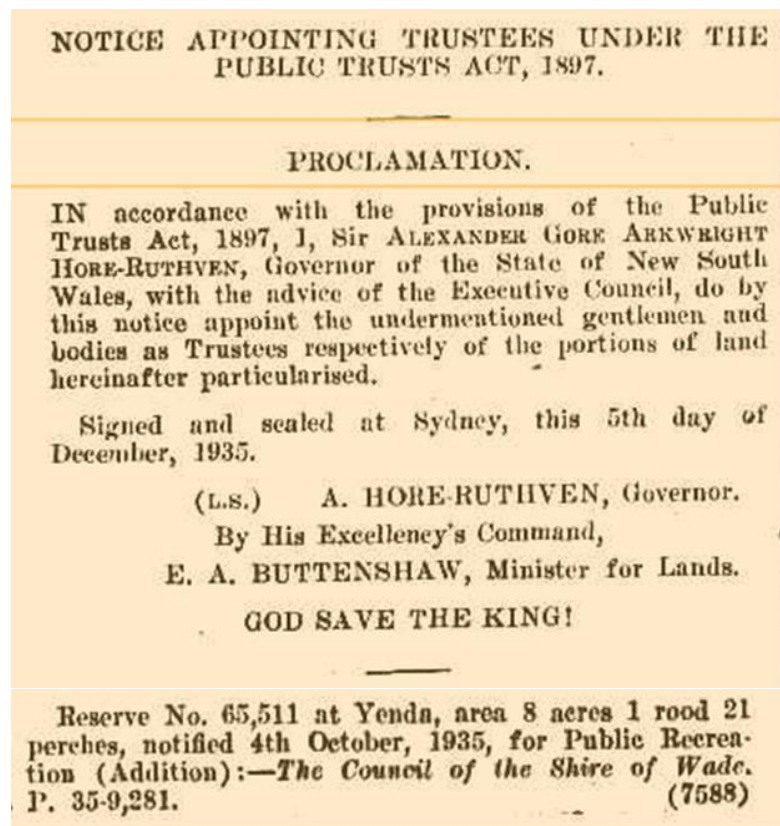 NOTICE APPOINTING TRUSTEES UNDER THE
PUBLIC TRUSTS ACT, 1897.
PROCLAMATION.
IN accordance with the provisions of the Public
Trusts Act, 1897, I, Sir ALEXANDER GORE ARKWRIGHT
HORE-RUTHVEN, Governor of the State of New South
Wales, with the advice of the Executive Council, do by
this notice appoint the undermentioned gentlemen and
bodies as Trustees respectively of the portions of land
hereinafter particularised.
Signed and sealed at Sydney, this 5th day of
December, 1935.
(L.S.) A. HORE-RUTHVEN, Governor.
By His Excellency's Command,
E. A. BUTTENSHAW, Minister for Lands.
GOD SAVE THE KING!
Reserve No. 65,511 at Yenda, area 8 acres 1 rood 21
perches, notified 4th October, 1935, for Public Recrea-
tion (Addition):—The Council of the Shire of Wade.
P. 35-9,281. (7588)